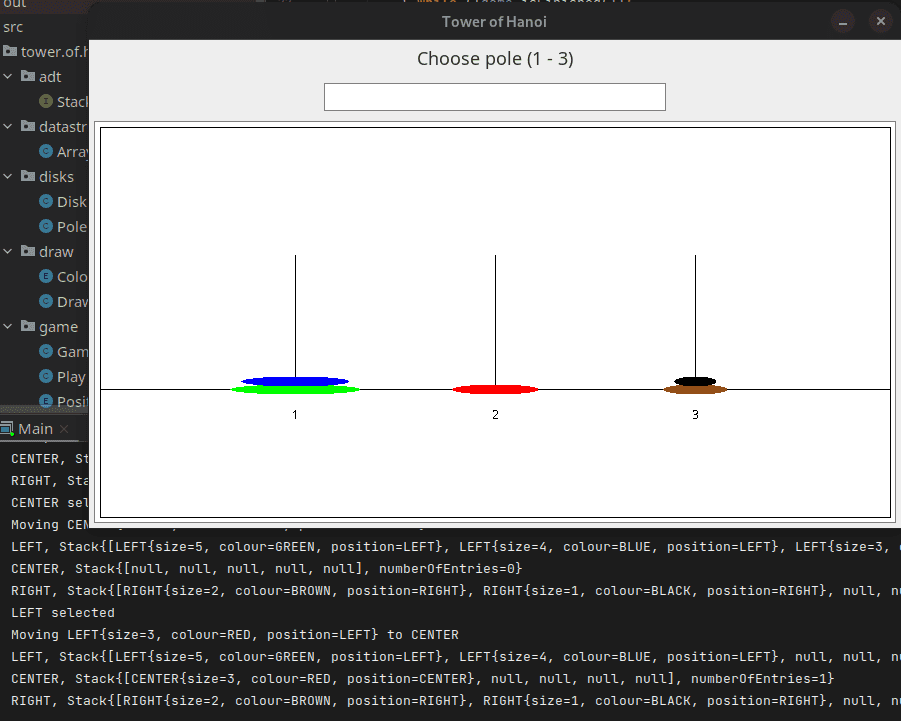 out
Tower of Hanoi
src
tower.of.h
adt
Stack
datastr
Array
disks
Disk
Pole
draw
Colo
Draw
game
Gam
Play
Posit
Choose pole (1 - 3)
1 2 3
Main
CENTER, St
RIGHT, Sta
CENTER sel
Moving CEN
LEFT, Stack{[LEFT{size=5, colour=GREEN, position=LEFT}, LEFT{size=4, colour=BLUE, position=LEFT}, LEFT{size=3, c
CENTER, Stack{[null, null, null, null, null], numberOfEntries=0}
RIGHT, Stack{[RIGHT{size=2, colour=BROWN, position=RIGHT}, RIGHT{size=1, colour=BLACK, position=RIGHT}, null, nu
LEFT selected
Moving LEFT{size=3, colour=RED, position=LEFT} to CENTER
LEFT, Stack{[LEFT{size=5, colour=GREEN, position=LEFT}, LEFT{size=4, colour=BLUE, position=LEFT}, null, null, nu
CENTER, Stack{[CENTER{size=3, colour=RED, position=CENTER}, null, null, null, null], numberOfEntries=1}
RIGHT, Stack{[RIGHT{size=2, colour=BROWN, position=RIGHT}, RIGHT{size=1, colour=BLACK, position=RIGHT}, null, nu